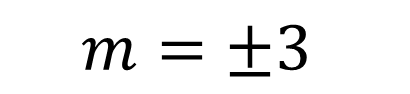 m = ±3